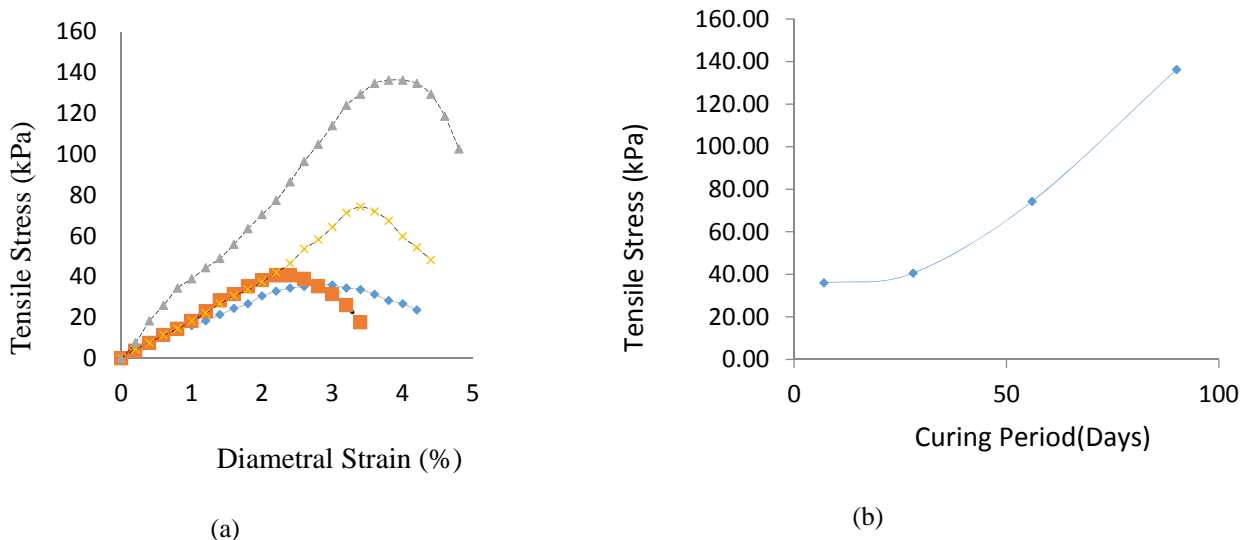 Tensile Stress (kPa)
160
140
120
100
80
60
40
20
0
0 1 2 3 4 5
Diametral Strain (%)
(a)
Tensile Stress (kPa)
160.00
140.00
120.00
100.00
80.00
60.00
40.00
20.00
0.00
0 50 100
Curing Period(Days)
(b)